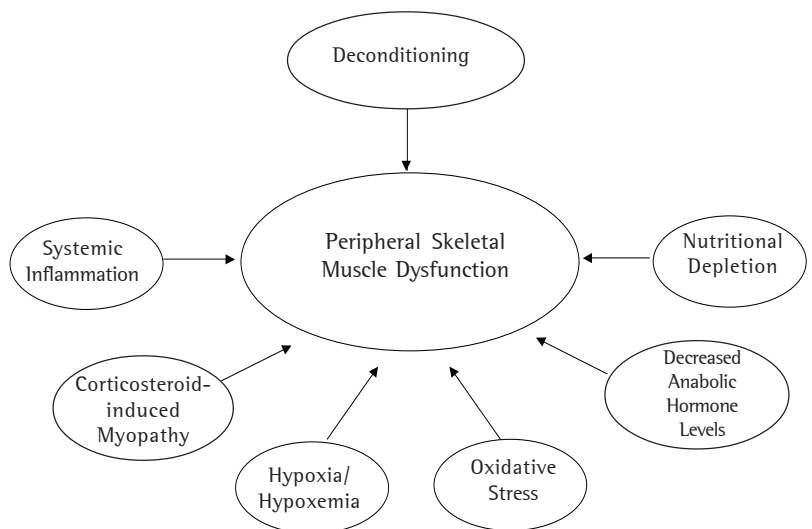 Deconditioning
Peripheral Skeletal
Muscle Dysfunction
Systemic
Inflammation
Nutritional
Depletion
Corticosteroid-
induced
Myopathy
Decreased
Anabolic
Hormone
Levels
Hypoxia/
Hypoxemia
Oxidative
Stress